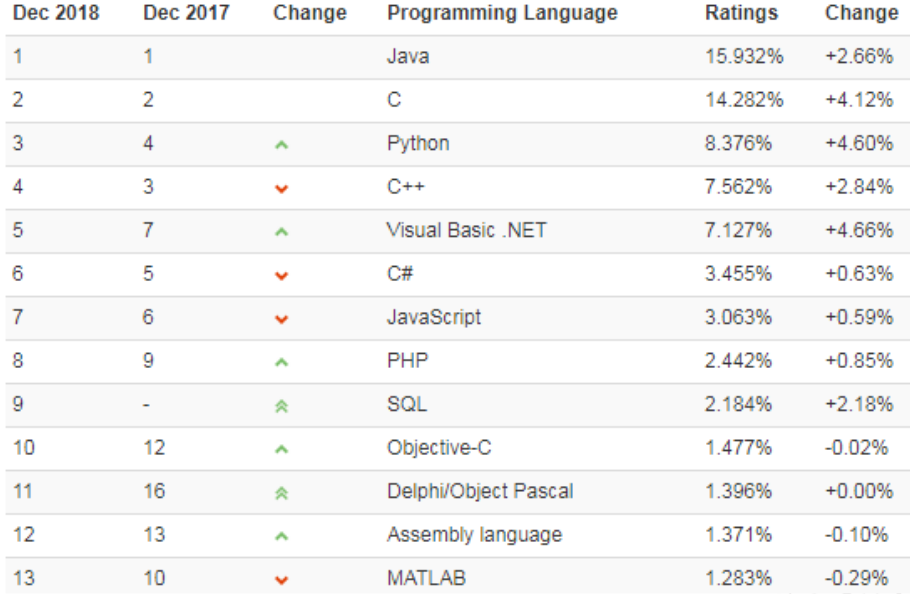 Dec 2018 Dec 2017 Change Programming Language Ratings Change
1 1 Java 15.932% +2.66%
2 2 C 14.282% +4.12%
3 4 Python 8.376% +4.60%
4 3 C++ 7.562% +2.84%
5 7 Visual Basic .NET 7.127% +4.66%
6 5 C# 3.455% +0.63%
7 6 JavaScript 3.063% +0.59%
8 9 PHP 2.442% +0.85%
9 - SQL 2.184% +2.18%
10 12 Objective-C 1.477% -0.02%
11 16 Delphi/Object Pascal 1.396% +0.00%
12 13 Assembly language 1.371% -0.10%
13 10 MATLAB 1.283% -0.29%